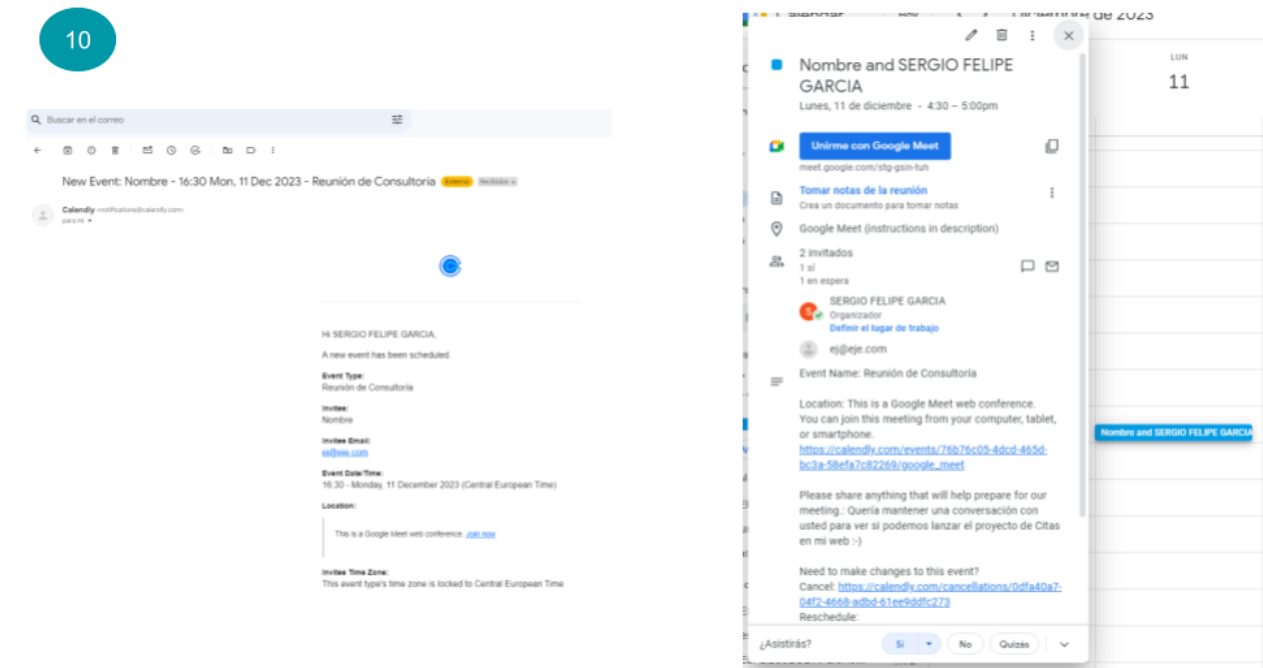 10
Buscar en el correo
New Event: Nombre - 16:30 Mon, 11 Dec 2023 - Reunión de Consultoria Externo Recibidos
Calendly <notifications@calendly.com>
para mí
Hi SERGIO FELIPE GARCIA,
A new event has been scheduled.
Event Type:
Reunión de Consultoría
Invitee:
Nombre
Invitee Email:
ej@eje.com
Event Date/Time:
16:30 - Monday, 11 December 2023 (Central European Time)
Location:
This is a Google Meet web conference. Join now
Invitee Time Zone:
This event type's time zone is locked to Central European Time
Calendar Hoy Diciembre de 2023
Nombre and SERGIO FELIPE
GARCIA
Lunes, 11 de diciembre • 4:30 – 5:00pm
Unirme con Google Meet
meet.google.com/stg-gsin-tuh
Tomar notas de la reunión
Crea un documento para tomar notas
Google Meet (instructions in description)
2 invitados
1 sí
1 en espera
S
SERGIO FELIPE GARCIA
Organizador
Definir el lugar de trabajo
ej@eje.com
Event Name: Reunión de Consultoría
Location: This is a Google Meet web conference.
You can join this meeting from your computer, tablet,
or smartphone.
https://calendly.com/events/76b76c05-4dcd-465d-
bc3a-58efa7c82269/google_meet
Please share anything that will help prepare for our
meeting.: Quería mantener una conversación con
usted para ver si podemos lanzar el proyecto de Citas
en mi web :-)
Need to make changes to this event?
Cancel: https://calendly.com/cancellations/0dfa40a7-
04f2-4668-adbd-61ee9ddfc273
Reschedule:
¿Asistirás? Sí No Quizás
LUN
11
Nombre and SERGIO FELIPE GARCIA